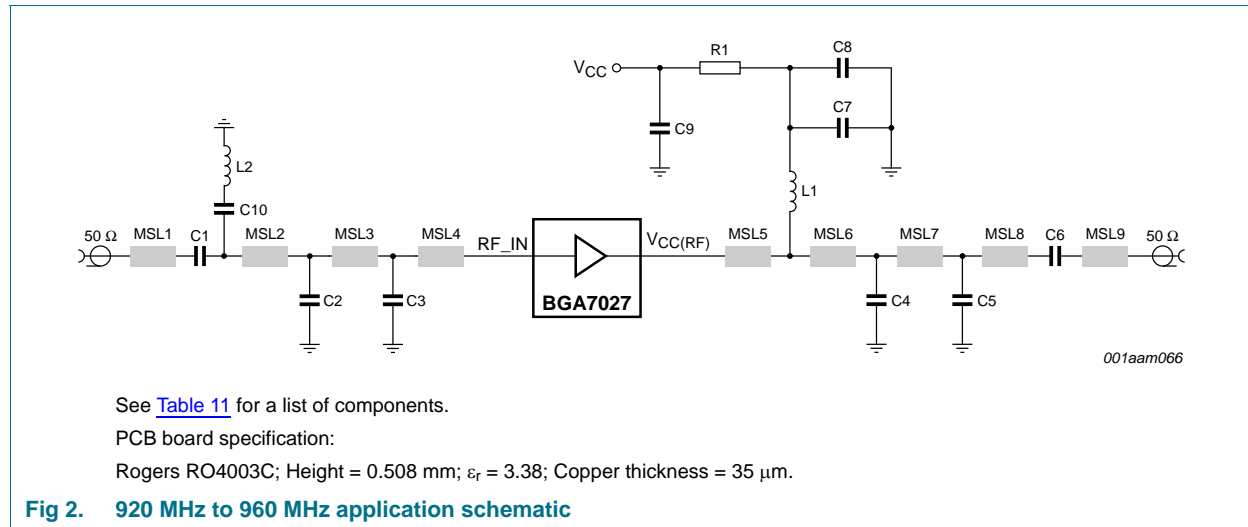 R1
C8
V_CC
C7
C9
L2
L1
C10
50 Ω
MSL1
C1
MSL2
MSL3
MSL4
RF_IN
V_CC(RF)
MSL5
MSL6
MSL7
MSL8
C6
MSL9
50 Ω
C2
C3
BGA7027
C4
C5
001aam066
See Table 11 for a list of components.
PCB board specification:
Rogers RO4003C; Height = 0.508 mm; ε_r = 3.38; Copper thickness = 35 μm.
Fig 2. 920 MHz to 960 MHz application schematic